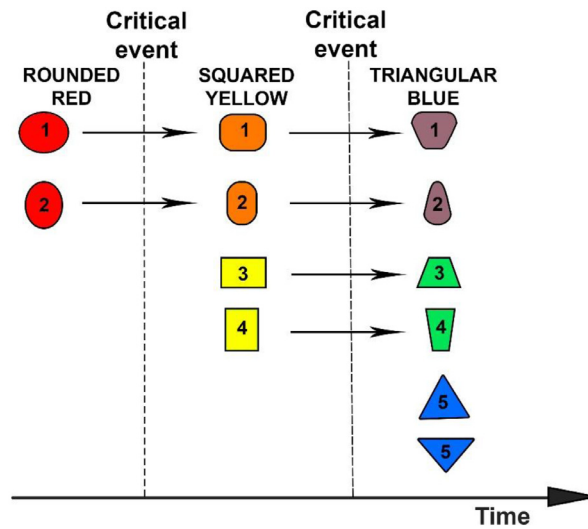 Critical
event
Critical
event
ROUNDED
RED
SQUARED
YELLOW
TRIANGULAR
BLUE
1
1
1
2
2
2
3
3
4
4
5
5
Time